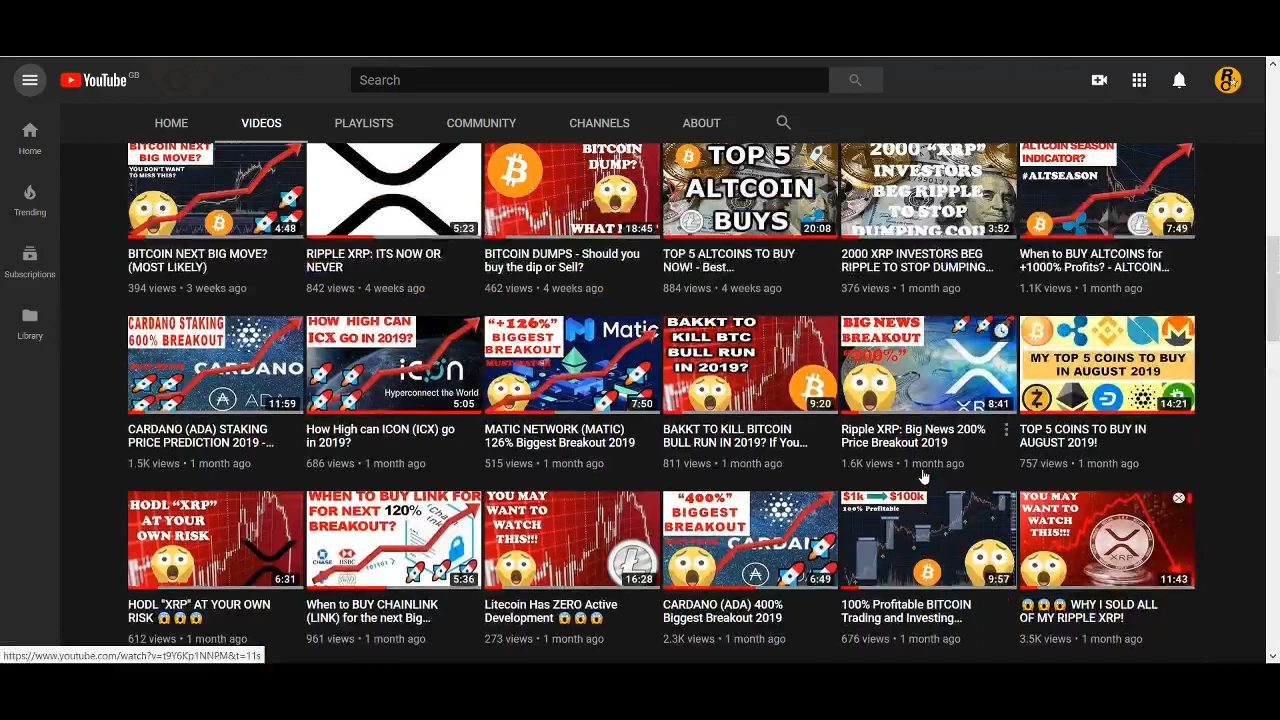 YouTube GB
Search
HOME VIDEOS PLAYLISTS COMMUNITY CHANNELS ABOUT
Home
Trending
Subscriptions
Library
BITCOIN NEXT
BIG MOVE?
YOU DON'T WANT
TO MISS THIS?
4:48
BITCOIN NEXT BIG MOVE?
(MOST LIKELY)
394 views • 3 weeks ago
5:23
RIPPLE XRP: ITS NOW OR
NEVER
842 views • 4 weeks ago
BITCOIN
DUMP?
18:45
BITCOIN DUMPS - Should you
buy the dip or Sell?
462 views • 4 weeks ago
TOP 5
ALTCOIN
BUYS
20:08
TOP 5 ALTCOINS TO BUY
NOW! - Best...
884 views • 4 weeks ago
2000 "XRP"
INVESTORS
BEG RIPPLE
TO STOP
DUMPING
3:52
2000 XRP INVESTORS BEG
RIPPLE TO STOP DUMPING...
376 views • 1 month ago
ALTCOIN SEASON
INDICATOR?
#ALTSEASON
7:49
When to BUY ALTCOINS for
+1000% Profits? - ALTCOIN...
1.1K views • 1 month ago
CARDANO STAKING
600% BREAKOUT
CARDANO
11:59
CARDANO (ADA) STAKING
PRICE PREDICTION 2019 -...
1.5K views • 1 month ago
HOW HIGH CAN
ICX GO IN 2019?
icon
Hyperconnect the World
5:05
How High can ICON (ICX) go
in 2019?
686 views • 1 month ago
"+126%"
BIGGEST
BREAKOUT
MUST WATCH
Matic
7:50
MATIC NETWORK (MATIC)
126% Biggest Breakout 2019
515 views • 1 month ago
BAKKT TO
KILL BTC
BULL RUN
IN 2019?
9:20
BAKKT TO KILL BITCOIN
BULL RUN IN 2019? If You...
811 views • 1 month ago
BIG NEWS
BREAKOUT
"200%"
8:41
Ripple XRP: Big News 200%
Price Breakout 2019
1.6K views • 1 month ago
MY TOP 5 COINS TO BUY
IN AUGUST 2019
14:21
TOP 5 COINS TO BUY IN
AUGUST 2019!
757 views • 1 month ago
HODL "XRP"
AT YOUR
OWN RISK
6:31
HODL "XRP" AT YOUR OWN
RISK 😱😱😱
612 views • 1 month ago
WHEN TO BUY LINK FOR
FOR NEXT 120%
BREAKOUT?
CHASE
HSBC
5:36
When to BUY CHAINLINK
(LINK) for the next Big...
961 views • 1 month ago
YOU MAY
WANT TO
WATCH
THIS!!!
16:28
Litecoin Has ZERO Active
Development 😱😱😱
273 views • 1 month ago
"400%"
BIGGEST
BREAKOUT
CARDANO
6:49
CARDANO (ADA) 400%
Biggest Breakout 2019
2.3K views • 1 month ago
$1k $100k
100% Profitable
9:57
100% Profitable BITCOIN
Trading and Investing...
676 views • 1 month ago
YOU MAY
WANT TO
WATCH
THIS!!!
XRP
11:43
😱😱😱 WHY I SOLD ALL
OF MY RIPPLE XRP!
3.5K views • 1 month ago
https://www.youtube.com/watch?v=t9Y6Kp1NNPM&t=11s